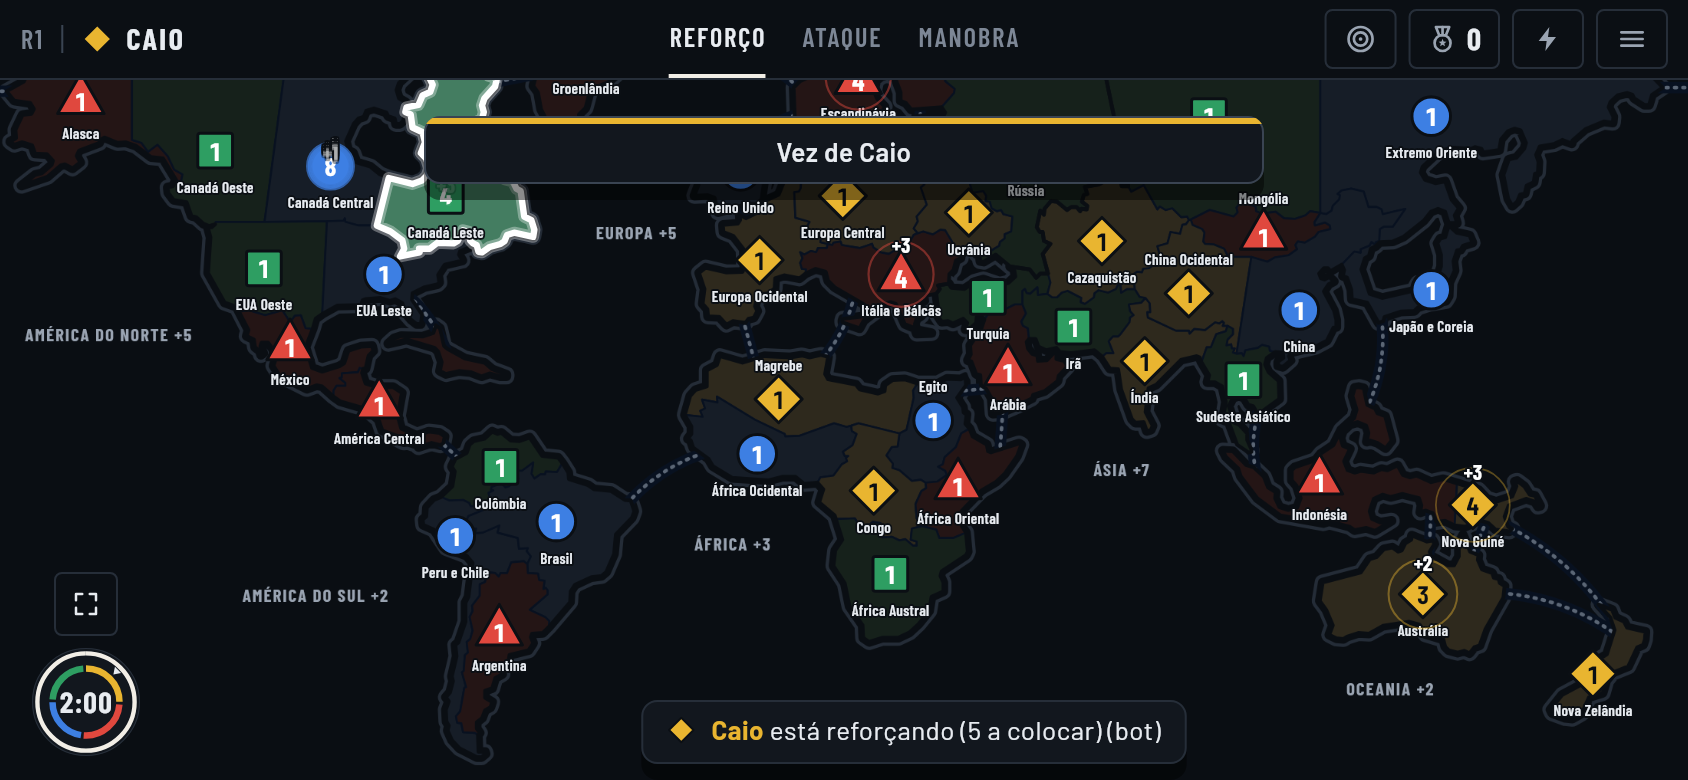 R1 CAIO REFORÇO ATAQUE MANOBRA 0
Groenlândia
1 4
Alasca Escandinávia
1 1
1 Extremo Oriente
Canadá Oeste
8
Canadá Central
Vez de Caio
Rússia
Mongólia
1
4
Canadá Leste
Reino Unido
1
Europa Central
1
Ucrânia
EUROPA +5
1
Cazaquistão
China Ocidental
1
1
EUA Oeste
1
EUA Leste
1
Europa Ocidental
+3
4
Itália e Bálcãs
1
Turquia
1
Irã
1
China
1
Japão e Coreia
AMÉRICA DO NORTE +5
1
México
1
América Central
Magrebe
1
Egito
1
1
Arábia
1
Índia
1
Sudeste Asiático
1
Colômbia
1
África Ocidental
ÁSIA +7
1
Peru e Chile
1
Brasil
1
Congo
1
África Oriental
1
Indonésia
+3
4
Nova Guiné
ÁFRICA +3
1
África Austral
+2
3
Austrália
AMÉRICA DO SUL +2
1
Argentina
OCEANIA +2
1
Nova Zelândia
2:00
Caio está reforçando (5 a colocar) (bot)